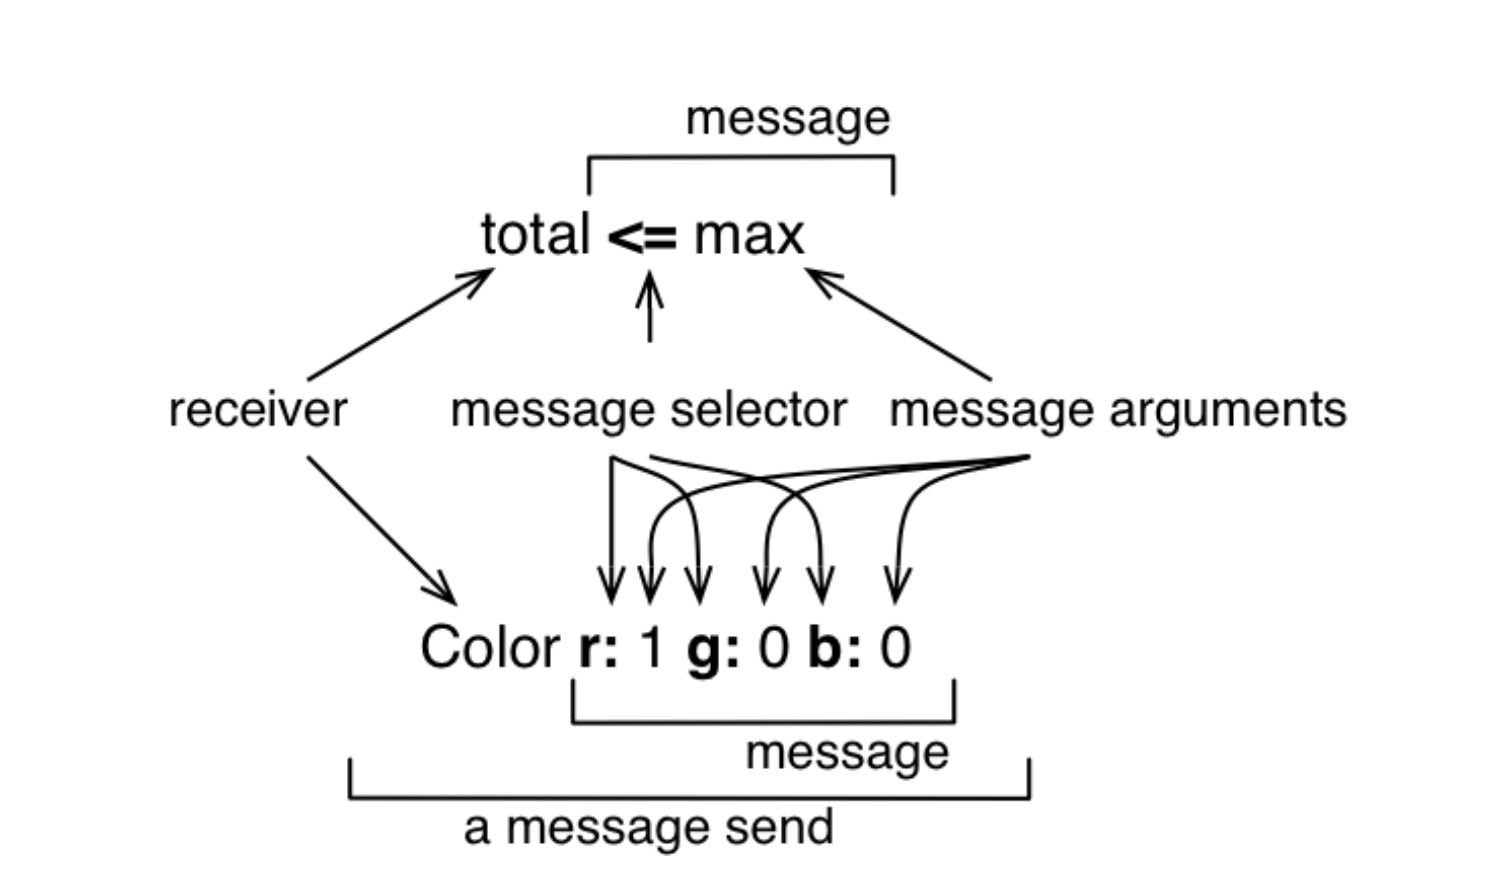 message
total <= max
receiver message selector message arguments
Color r: 1 g: 0 b: 0
message
a message send